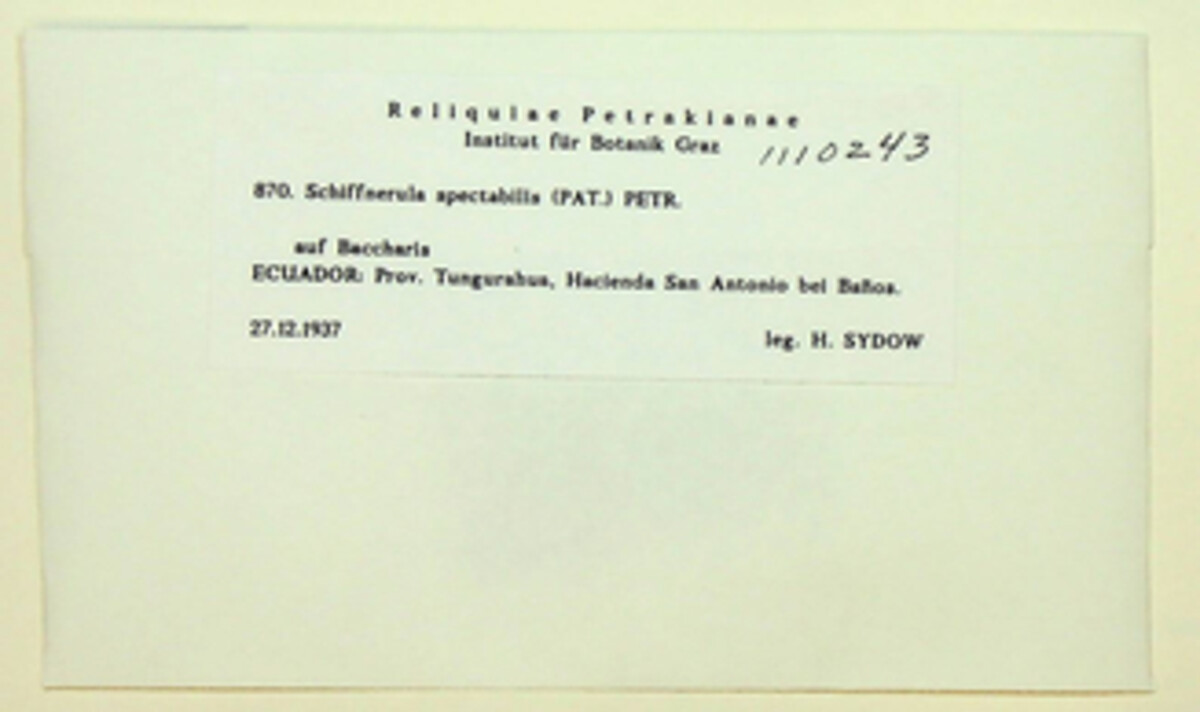 Reliquiae Petrakianae
Institut für Botanik Graz 1110243
870. Schiffnerula spectabilis (PAT.) PETR.
auf Baccharis
ECUADOR: Prov. Tungurahua, Hacienda San Antonio bei Baños.
27.12.1937 leg. H. SYDOW